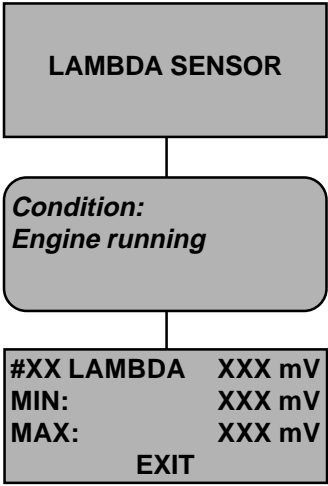 LAMBDA SENSOR
Condition:
Engine running
#XX LAMBDA XXX mV
MIN: XXX mV
MAX: XXX mV
EXIT